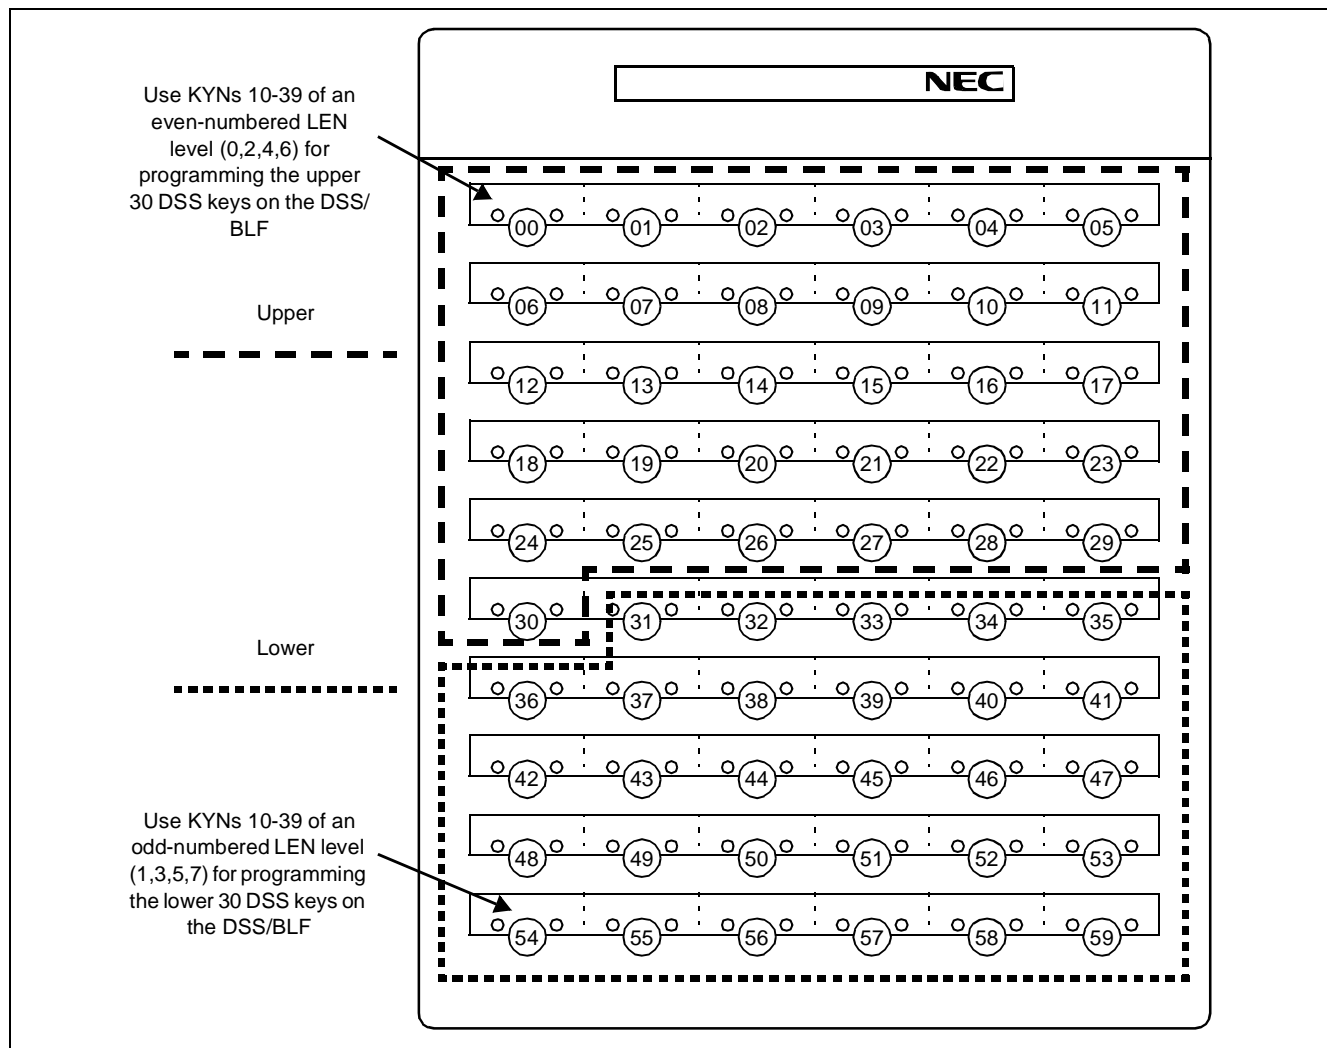 NEC
Use KYNs 10-39 of an
even-numbered LEN
level (0,2,4,6) for
programming the upper
30 DSS keys on the DSS/
BLF
00 01 02 03 04 05
06 07 08 09 10 11
Upper
12 13 14 15 16 17
18 19 20 21 22 23
24 25 26 27 28 29
30 31 32 33 34 35
Lower
36 37 38 39 40 41
42 43 44 45 46 47
Use KYNs 10-39 of an
odd-numbered LEN level
(1,3,5,7) for programming
the lower 30 DSS keys on
the DSS/BLF
48 49 50 51 52 53
54 55 56 57 58 59